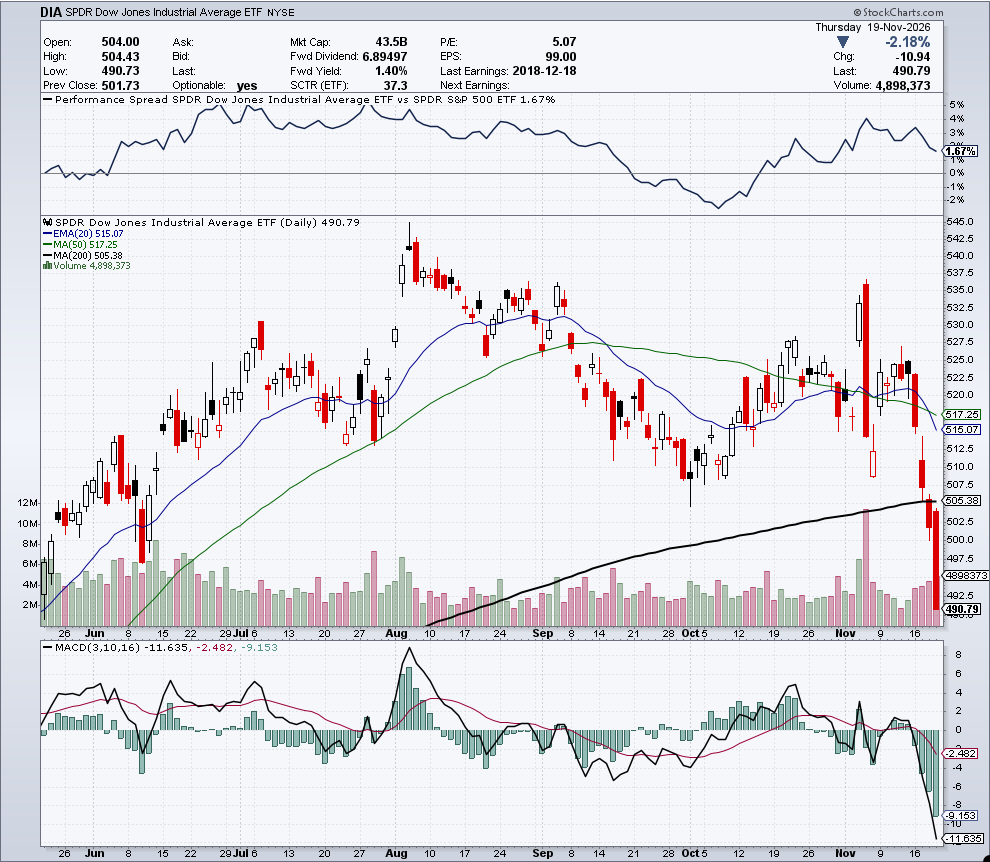 DIA SPDR Dow Jones Industrial Average ETF NYSE © StockCharts.com
Thursday 19-Nov-2026
Open: 504.00 Ask: Mkt Cap: 43.5B P/E: 5.07 -2.18%
High: 504.43 Bid: Fwd Dividend: 6.89497 EPS: 99.00 Chg: -10.94
Low: 490.73 Last: Fwd Yield: 1.40% Last Earnings: 2018-12-18 Last: 490.79
Prev Close: 501.73 Optionable: yes SCTR (ETF): 37.3 Next Earnings: Volume: 4,898,373
Performance Spread SPDR Dow Jones Industrial Average ETF vs SPDR S&P 500 ETF 1.67%
5%
4%
3%
1.67%
1%
0%
-1%
-2%
SPDR Dow Jones Industrial Average ETF (Daily) 490.79
EMA(20) 515.07
MA(50) 517.25
MA(200) 505.38
Volume 4,898,373
545.0
542.5
540.0
537.5
535.0
532.5
530.0
527.5
525.0
522.5
520.0
517.25
515.07
512.5
510.0
507.5
505.38
502.5
500.0
497.5
4898373
492.5
490.79
12M
10M
8M
6M
4M
2M
26 Jun 8 15 22 29 Jul 6 13 20 27 Aug 10 17 24 Sep 8 14 21 28 Oct 5 12 19 26 Nov 9 16
MACD(3,10,16) -11.635, -2.482, -9.153
8
6
4
2
0
-2
-2.482
-4
-6
-8
-9.153
-10
-11.635
26 Jun 8 15 22 29 Jul 6 13 20 27 Aug 10 17 24 Sep 8 14 21 28 Oct 5 12 19 26 Nov 9 16